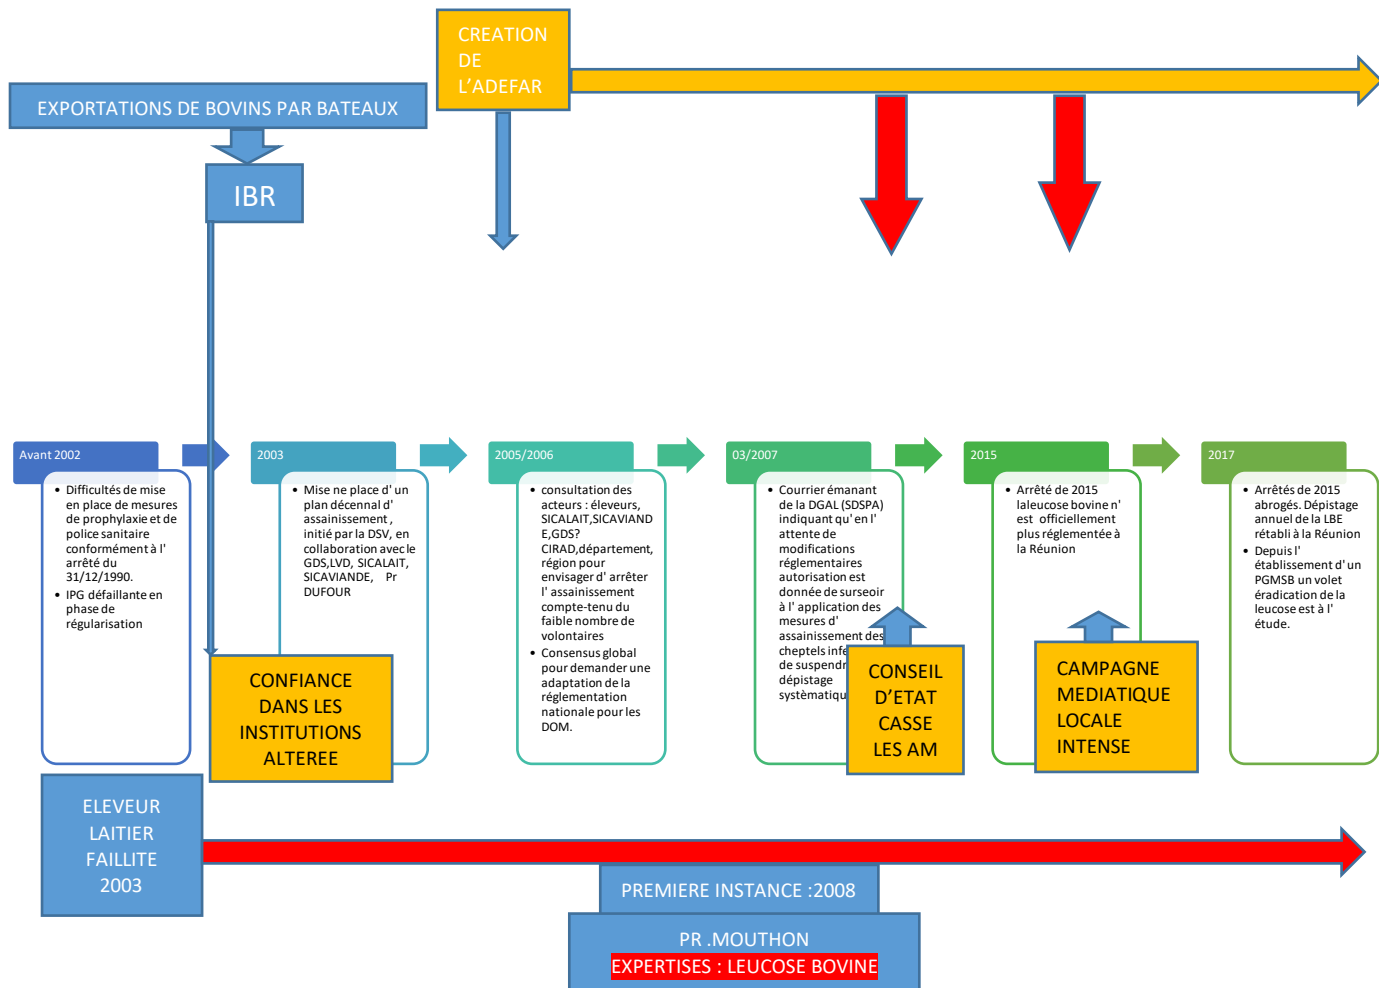 CREATION
DE
L’ADEFAR
EXPORTATIONS DE BOVINS PAR BATEAUX
IBR
Avant 2002
• Difficultés de mise
en place de mesures
de prophylaxie et de
police sanitaire
conformément à l'
arrêté du
31/12/1990.
• IPG défaillante en
phase de
régularisation
2003
• Mise ne place d' un
plan décennal d'
assainissement ,
initié par la DSV, en
collaboration avec le
GDS,LVD, SICALAIT,
SICAVIANDE, Pr
DUFOUR
2005/2006
• consultation des
acteurs : éleveurs,
SICALAIT,SICAVIAND
E,GDS?
CIRAD,département,
région pour
envisager d' arrêter
l' assainissement
compte-tenu du
faible nombre de
volontaires
• Consensus global
pour demander une
adaptation de la
réglementation
nationale pour les
DOM.
03/2007
• Courrier émanant
de la DGAL (SDSPA)
indiquant qu' en l'
attente de
modifications
réglementaires
autorisation est
donnée de surseoir
à l' application des
mesures d'
assainissement des
cheptels infe
de suspendr
dépistage
systèmatiqu
2015
• Arrêté de 2015
laleucose bovine n'
est officiellement
plus réglementée à
la Réunion
2017
• Arrêtés de 2015
abrogés. Dépistage
annuel de la LBE
rétabli à la Réunion
• Depuis l'
établissement d' un
PGMSB un volet
éradication de la
leucose est à l'
étude.
CONFIANCE
DANS LES
INSTITUTIONS
ALTEREE
CONSEIL
D’ETAT
CASSE
LES AM
CAMPAGNE
MEDIATIQUE
LOCALE
INTENSE
ELEVEUR
LAITIER
FAILLITE
2003
PREMIERE INSTANCE :2008
PR .MOUTHON
EXPERTISES : LEUCOSE BOVINE